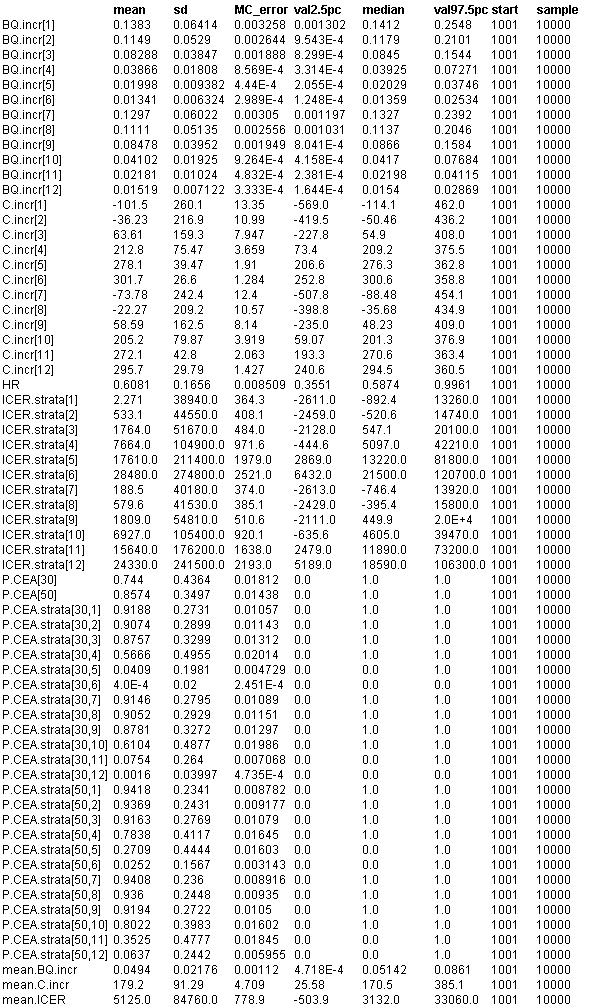 mean sd MC_error val2.5pc median val97.5pc start sample
BQ.incr[1] 0.1383 0.06414 0.003258 0.001302 0.1412 0.2548 1001 10000
BQ.incr[2] 0.1149 0.0529 0.002644 9.543E-4 0.1179 0.2101 1001 10000
BQ.incr[3] 0.08288 0.03847 0.001888 8.299E-4 0.0845 0.1544 1001 10000
BQ.incr[4] 0.03866 0.01808 8.569E-4 3.314E-4 0.03925 0.07271 1001 10000
BQ.incr[5] 0.01998 0.009382 4.44E-4 2.055E-4 0.02029 0.03746 1001 10000
BQ.incr[6] 0.01341 0.006324 2.989E-4 1.248E-4 0.01359 0.02534 1001 10000
BQ.incr[7] 0.1297 0.06022 0.00305 0.001197 0.1327 0.2392 1001 10000
BQ.incr[8] 0.1111 0.05135 0.002556 0.001031 0.1137 0.2046 1001 10000
BQ.incr[9] 0.08478 0.03952 0.001949 8.041E-4 0.0866 0.1584 1001 10000
BQ.incr[10] 0.04102 0.01925 9.264E-4 4.158E-4 0.0417 0.07684 1001 10000
BQ.incr[11] 0.02181 0.01024 4.832E-4 2.381E-4 0.02198 0.04115 1001 10000
BQ.incr[12] 0.01519 0.007122 3.333E-4 1.644E-4 0.0154 0.02869 1001 10000
C.incr[1] -101.5 260.1 13.35 -569.0 -114.1 462.0 1001 10000
C.incr[2] -36.23 216.9 10.99 -419.5 -50.46 436.2 1001 10000
C.incr[3] 63.61 159.3 7.947 -227.8 54.9 408.0 1001 10000
C.incr[4] 212.8 75.47 3.659 73.4 209.2 375.5 1001 10000
C.incr[5] 278.1 39.47 1.91 206.6 276.3 362.8 1001 10000
C.incr[6] 301.7 26.6 1.284 252.8 300.6 358.8 1001 10000
C.incr[7] -73.78 242.4 12.4 -507.8 -88.48 454.1 1001 10000
C.incr[8] -22.27 209.2 10.57 -398.8 -35.68 434.9 1001 10000
C.incr[9] 58.59 162.5 8.14 -235.0 48.23 409.0 1001 10000
C.incr[10] 205.2 79.87 3.919 59.07 201.3 376.9 1001 10000
C.incr[11] 272.1 42.8 2.063 193.3 270.6 363.4 1001 10000
C.incr[12] 295.7 29.79 1.427 240.6 294.5 360.5 1001 10000
HR 0.6081 0.1656 0.008509 0.3551 0.5874 0.9961 1001 10000
ICER.strata[1] 2.271 38940.0 364.3 -2611.0 -892.4 13260.0 1001 10000
ICER.strata[2] 533.1 44550.0 408.1 -2459.0 -520.6 14740.0 1001 10000
ICER.strata[3] 1764.0 51670.0 484.0 -2128.0 547.1 20100.0 1001 10000
ICER.strata[4] 7664.0 104900.0 971.6 -444.6 5097.0 42210.0 1001 10000
ICER.strata[5] 17610.0 211400.0 1979.0 2869.0 13220.0 81800.0 1001 10000
ICER.strata[6] 28480.0 274800.0 2521.0 6432.0 21500.0 120700.0 1001 10000
ICER.strata[7] 188.5 40180.0 374.0 -2613.0 -746.4 13920.0 1001 10000
ICER.strata[8] 579.6 41530.0 385.1 -2429.0 -395.4 15800.0 1001 10000
ICER.strata[9] 1809.0 54810.0 510.6 -2111.0 449.9 2.0E+4 1001 10000
ICER.strata[10] 6927.0 105400.0 920.1 -635.6 4605.0 39470.0 1001 10000
ICER.strata[11] 15640.0 176200.0 1638.0 2479.0 11890.0 73200.0 1001 10000
ICER.strata[12] 24330.0 241500.0 2193.0 5189.0 18590.0 106300.0 1001 10000
P.CEA[30] 0.744 0.4364 0.01812 0.0 1.0 1.0 1001 10000
P.CEA[50] 0.8574 0.3497 0.01438 0.0 1.0 1.0 1001 10000
P.CEA.strata[30,1] 0.9188 0.2731 0.01057 0.0 1.0 1.0 1001 10000
P.CEA.strata[30,2] 0.9074 0.2899 0.01143 0.0 1.0 1.0 1001 10000
P.CEA.strata[30,3] 0.8757 0.3299 0.01312 0.0 1.0 1.0 1001 10000
P.CEA.strata[30,4] 0.5666 0.4955 0.02014 0.0 1.0 1.0 1001 10000
P.CEA.strata[30,5] 0.0409 0.1981 0.004729 0.0 0.0 1.0 1001 10000
P.CEA.strata[30,6] 4.0E-4 0.02 2.451E-4 0.0 0.0 0.0 1001 10000
P.CEA.strata[30,7] 0.9146 0.2795 0.01089 0.0 1.0 1.0 1001 10000
P.CEA.strata[30,8] 0.9052 0.2929 0.01151 0.0 1.0 1.0 1001 10000
P.CEA.strata[30,9] 0.8781 0.3272 0.01297 0.0 1.0 1.0 1001 10000
P.CEA.strata[30,10] 0.6104 0.4877 0.01986 0.0 1.0 1.0 1001 10000
P.CEA.strata[30,11] 0.0754 0.264 0.007068 0.0 0.0 1.0 1001 10000
P.CEA.strata[30,12] 0.0016 0.03997 4.735E-4 0.0 0.0 0.0 1001 10000
P.CEA.strata[50,1] 0.9418 0.2341 0.008782 0.0 1.0 1.0 1001 10000
P.CEA.strata[50,2] 0.9369 0.2431 0.009177 0.0 1.0 1.0 1001 10000
P.CEA.strata[50,3] 0.9163 0.2769 0.01079 0.0 1.0 1.0 1001 10000
P.CEA.strata[50,4] 0.7838 0.4117 0.01645 0.0 1.0 1.0 1001 10000
P.CEA.strata[50,5] 0.2709 0.4444 0.01603 0.0 0.0 1.0 1001 10000
P.CEA.strata[50,6] 0.0252 0.1567 0.003143 0.0 0.0 1.0 1001 10000
P.CEA.strata[50,7] 0.9408 0.236 0.008916 0.0 1.0 1.0 1001 10000
P.CEA.strata[50,8] 0.936 0.2448 0.00935 0.0 1.0 1.0 1001 10000
P.CEA.strata[50,9] 0.9194 0.2722 0.0105 0.0 1.0 1.0 1001 10000
P.CEA.strata[50,10] 0.8022 0.3983 0.01602 0.0 1.0 1.0 1001 10000
P.CEA.strata[50,11] 0.3525 0.4777 0.01845 0.0 0.0 1.0 1001 10000
P.CEA.strata[50,12] 0.0637 0.2442 0.005955 0.0 0.0 1.0 1001 10000
mean.BQ.incr 0.0494 0.02176 0.00112 4.718E-4 0.05142 0.0861 1001 10000
mean.C.incr 179.2 91.29 4.709 25.58 170.5 385.1 1001 10000
mean.ICER 5125.0 84760.0 778.9 -503.9 3132.0 33060.0 1001 10000